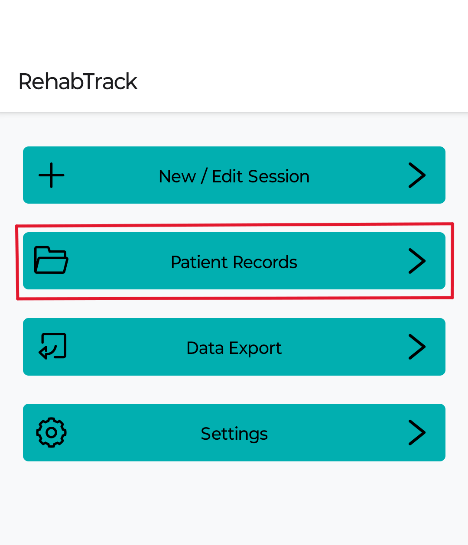 RehabTrack
New / Edit Session
Patient Records
Data Export
Settings